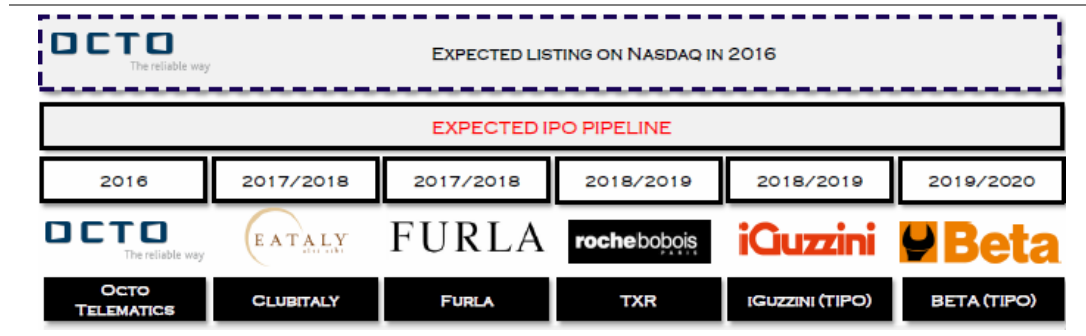 OCTO
The reliable way
EXPECTED LISTING ON NASDAQ IN 2016
EXPECTED IPO PIPELINE
2016 2017/2018 2017/2018 2018/2019 2018/2019 2019/2020
OCTO
The reliable way
EATALY
FURLA
rochebobois
PARIS
iGuzzini
Beta
OCTO
TELEMATICS
CLUBITALY
FURLA
TXR
IGUZZINI (TIPO)
BETA (TIPO)